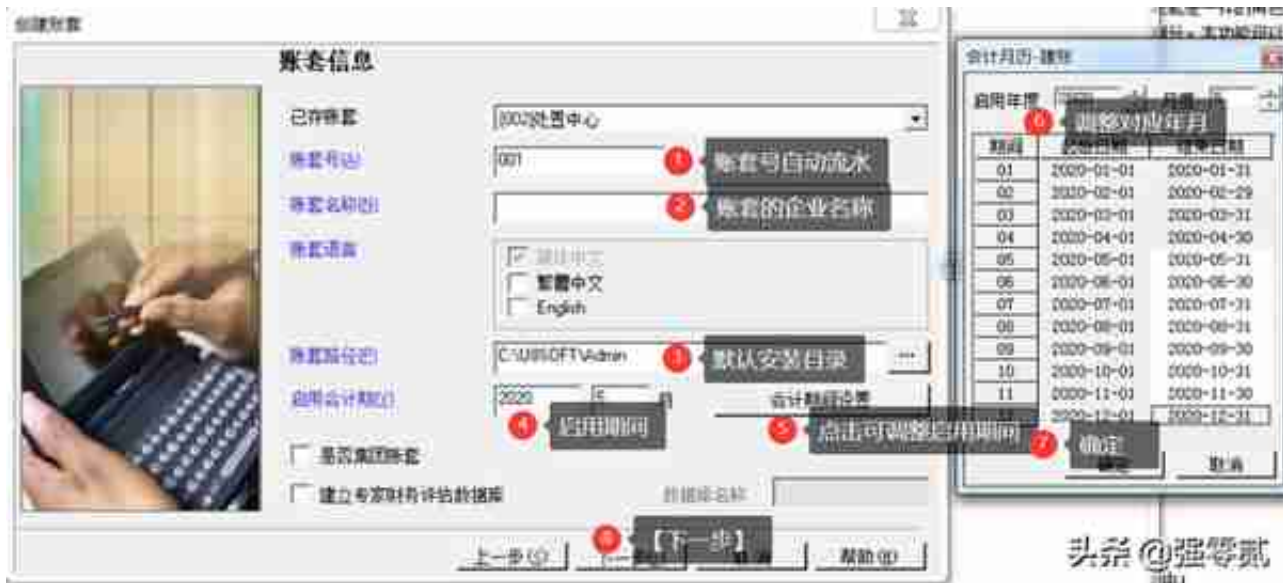 创建账套
账套信息
已存账套
[002]处置中心
账套号(A)
001
1 账套号自动流水
账套名称(N)
2 账套的企业名称
账套语言
简体中文
繁體中文
English
账套路径(P)
C:\U8SOFT\Admin
3 默认安装目录
...
启用会计期(Y)
2020
5
月
会计期间设置
4 启用期间
5 点击可调整启用期间
是否集团账套
建立专家财务评估数据库
数据库名称
8 【下一步】
上一步(S)
帮助(H)
会计月历-建账
启用年度
月份
6 调整对应年月
期间 起始日期 结束日期
01 2020-01-01 2020-01-31
02 2020-02-01 2020-02-29
03 2020-03-01 2020-03-31
04 2020-04-01 2020-04-30
05 2020-05-01 2020-05-31
06 2020-06-01 2020-06-30
07 2020-07-01 2020-07-31
08 2020-08-01 2020-08-31
09 2020-09-01 2020-09-30
10 2020-10-01 2020-10-31
11 2020-11-01 2020-11-30
12 2020-12-01 2020-12-31
7 确定
取消
头条 @强零贰